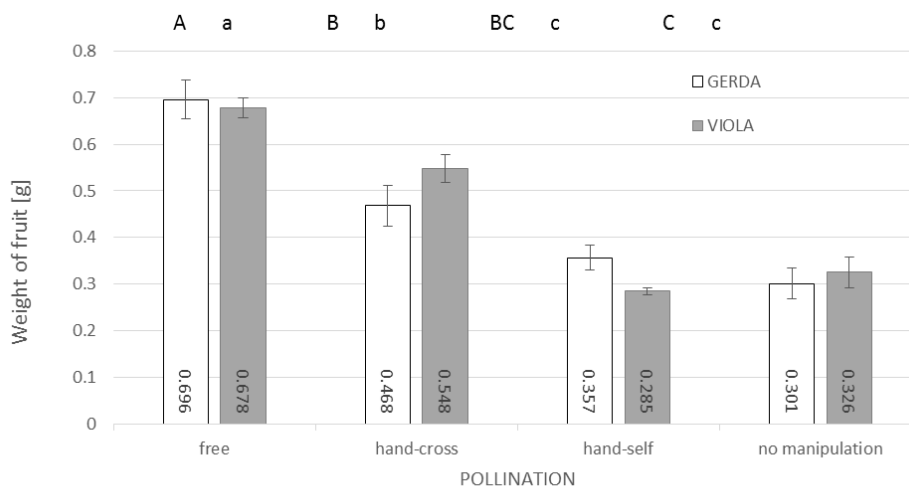 A a B b BC c C c
0.8
GERDA
0.7
VIOLA
0.6
0.5
0.4
0.3
0.2
0.1
0
Weight of fruit [g]
0.696
0.678
0.468
0.548
0.357
0.285
0.301
0.326
free hand-cross hand-self no manipulation
POLLINATION